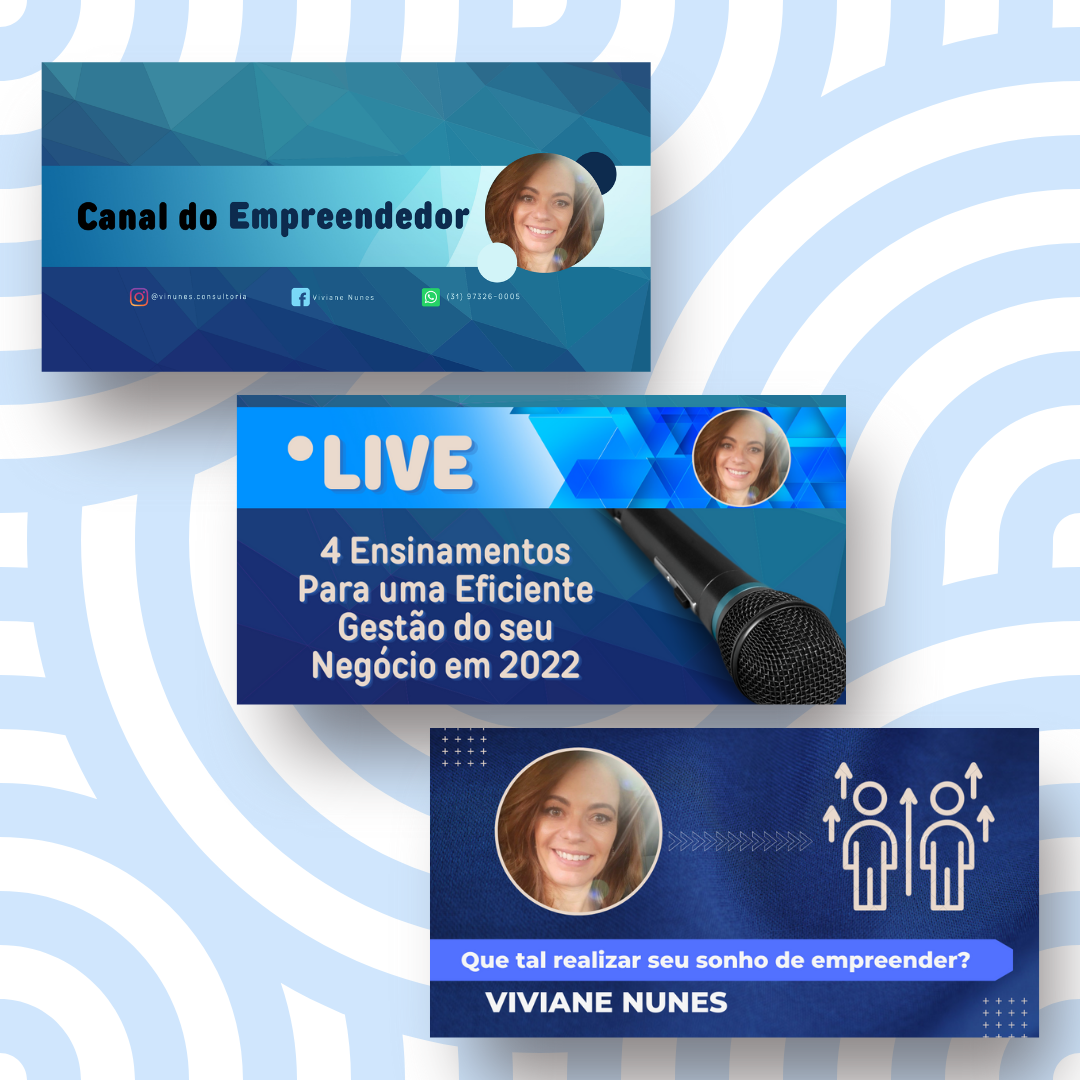 Canal do Empreendedor
@vinunes.consultoria Viviane Nunes (31) 97326-0005
LIVE
4 Ensinamentos
Para uma Eficiente
Gestão do seu
Negócio em 2022
Que tal realizar seu sonho de empreender?
VIVIANE NUNES